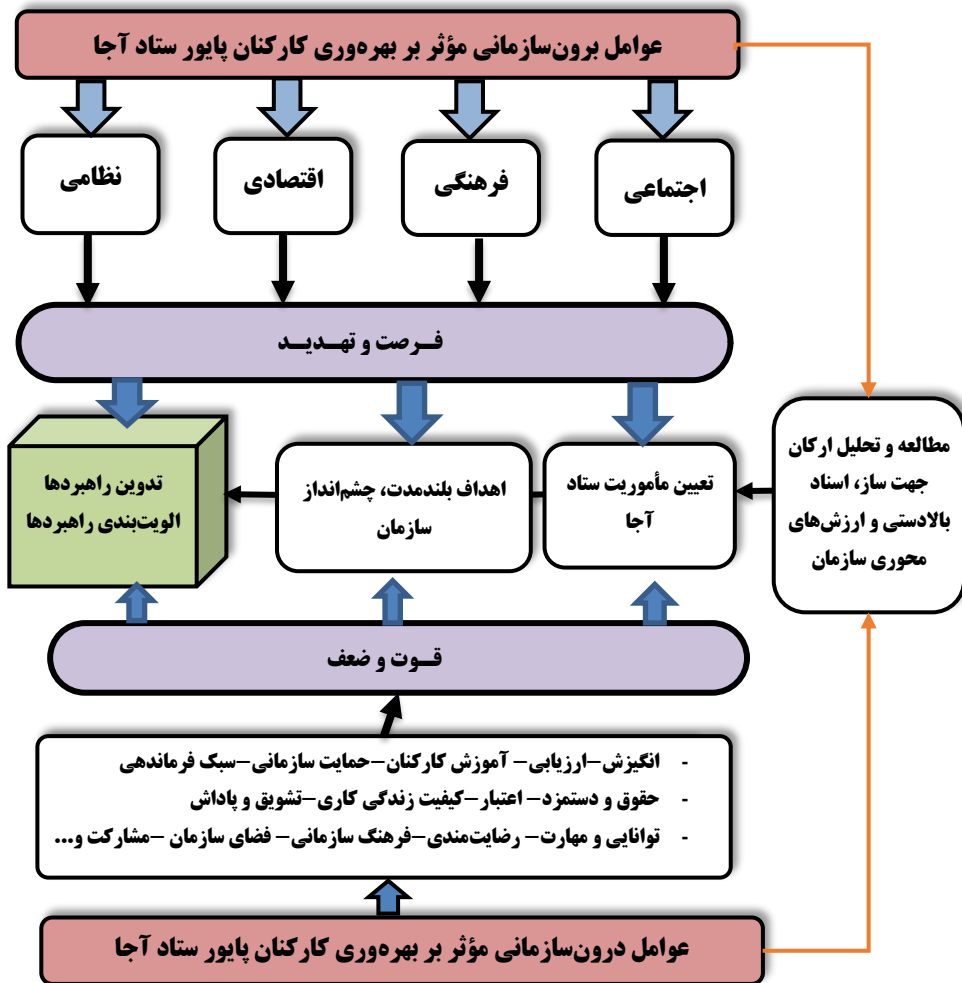 عوامل برون‌سازمانی مؤثر بر بهره‌وری کارکنان پایور ستاد آجا
اجتماعی
فرهنگی
اقتصادی
نظامی
فـرصت و تهـدیـد
مطالعه و تحلیل ارکان
جهت ساز، اسناد
بالادستی و ارزش‌های
محوری سازمان
تعیین مأموریت ستاد
آجا
اهداف بلندمدت، چشم‌انداز
سازمان
تدوین راهبردها
الویت‌بندی راهبردها
قـوت و ضعف
- انگیزش–ارزیابی– آموزش کارکنان–حمایت سازمانی–سبک فرماندهی
- حقوق و دستمزد– اعتبار–کیفیت زندگی کاری–تشویق و پاداش
- توانایی و مهارت– رضایت‌مندی–فرهنگ سازمانی– فضای سازمان –مشارکت و...
عوامل درون‌سازمانی مؤثر بر بهره‌وری کارکنان پایور ستاد آجا